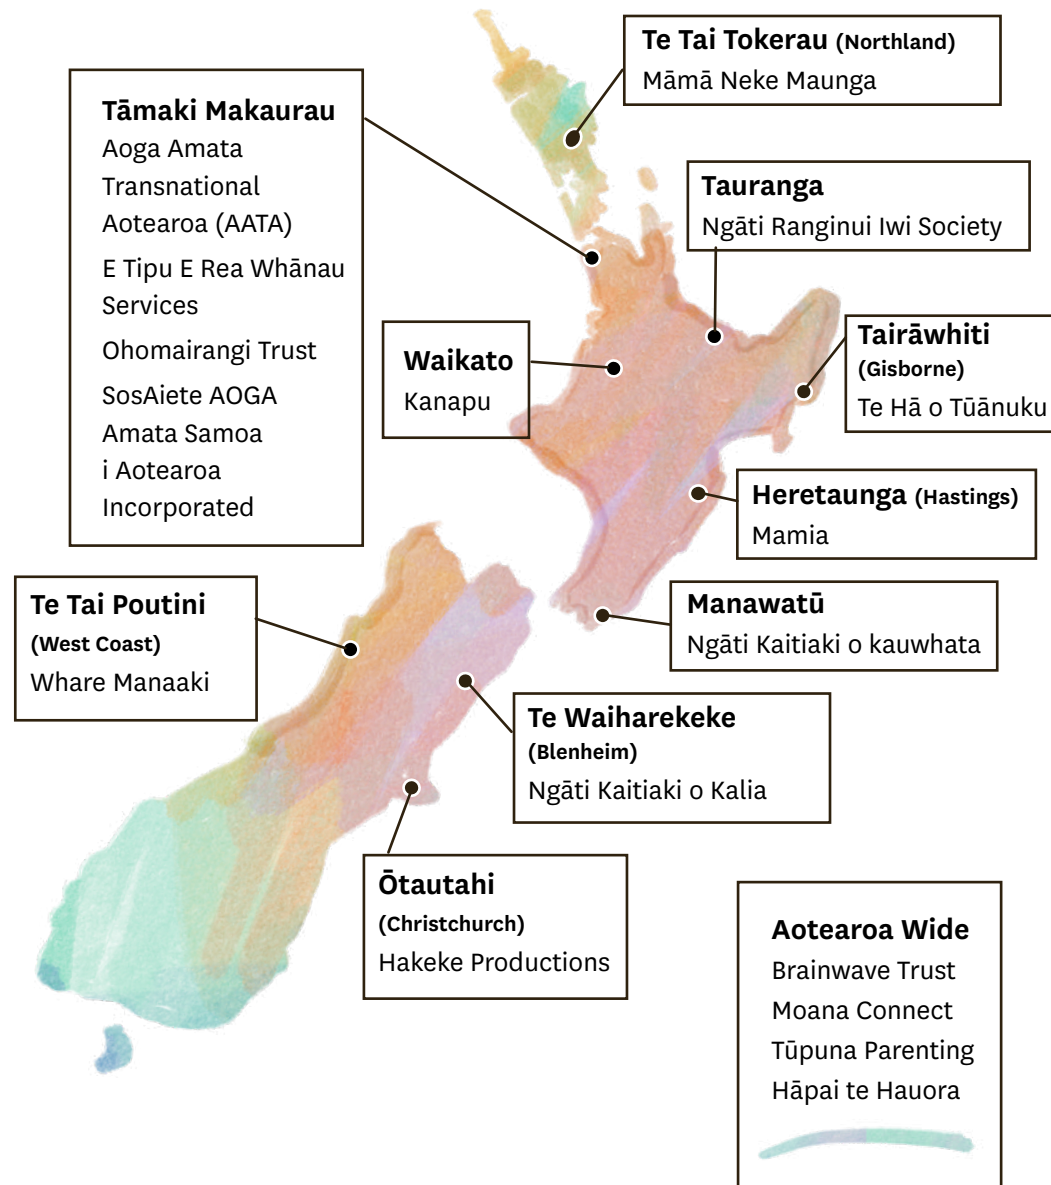 Te Tai Tokerau (Northland)
Māmā Neke Maunga
Tāmaki Makaurau
Aoga Amata
Transnational
Aotearoa (AATA)
E Tipu E Rea Whānau
Services
Ohomairangi Trust
SosAiete AOGA
Amata Samoa
i Aotearoa
Incorporated
Tauranga
Ngāti Ranginui Iwi Society
Waikato
Kanapu
Tairāwhiti
(Gisborne)
Te Hā o Tūānuku
Heretaunga (Hastings)
Mamia
Te Tai Poutini
(West Coast)
Whare Manaaki
Manawatū
Ngāti Kaitiaki o kauwhata
Te Waiharekeke
(Blenheim)
Ngāti Kaitiaki o Kalia
Ōtautahi
(Christchurch)
Hakeke Productions
Aotearoa Wide
Brainwave Trust
Moana Connect
Tūpuna Parenting
Hāpai te Hauora